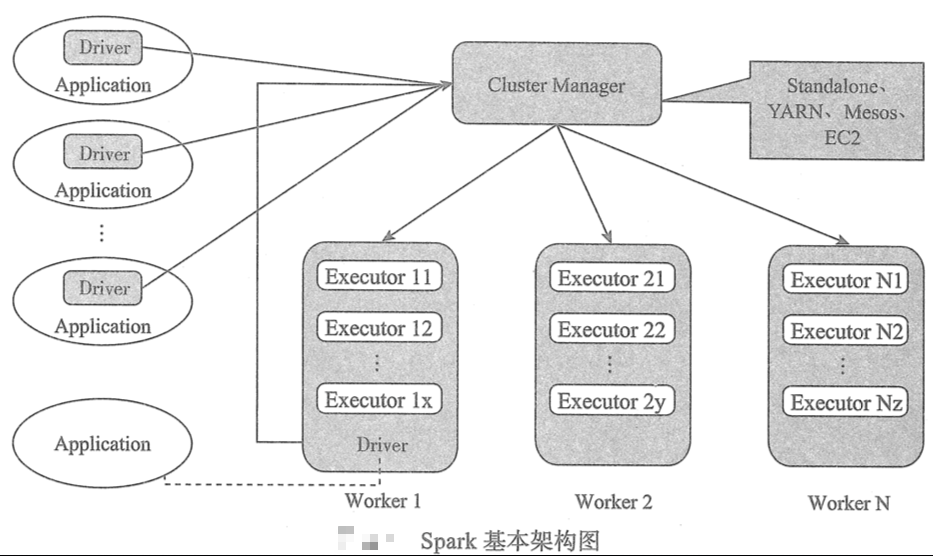 Driver
Application
Driver
Application
Driver
Application
Application
Cluster Manager
Standalone、
YARN、Mesos、
EC2
Executor 11
Executor 12
Executor 1x
Driver
Worker 1
Executor 21
Executor 22
Executor 2y
Worker 2
Executor N1
Executor N2
Executor Nz
Worker N
Spark 基本架构图